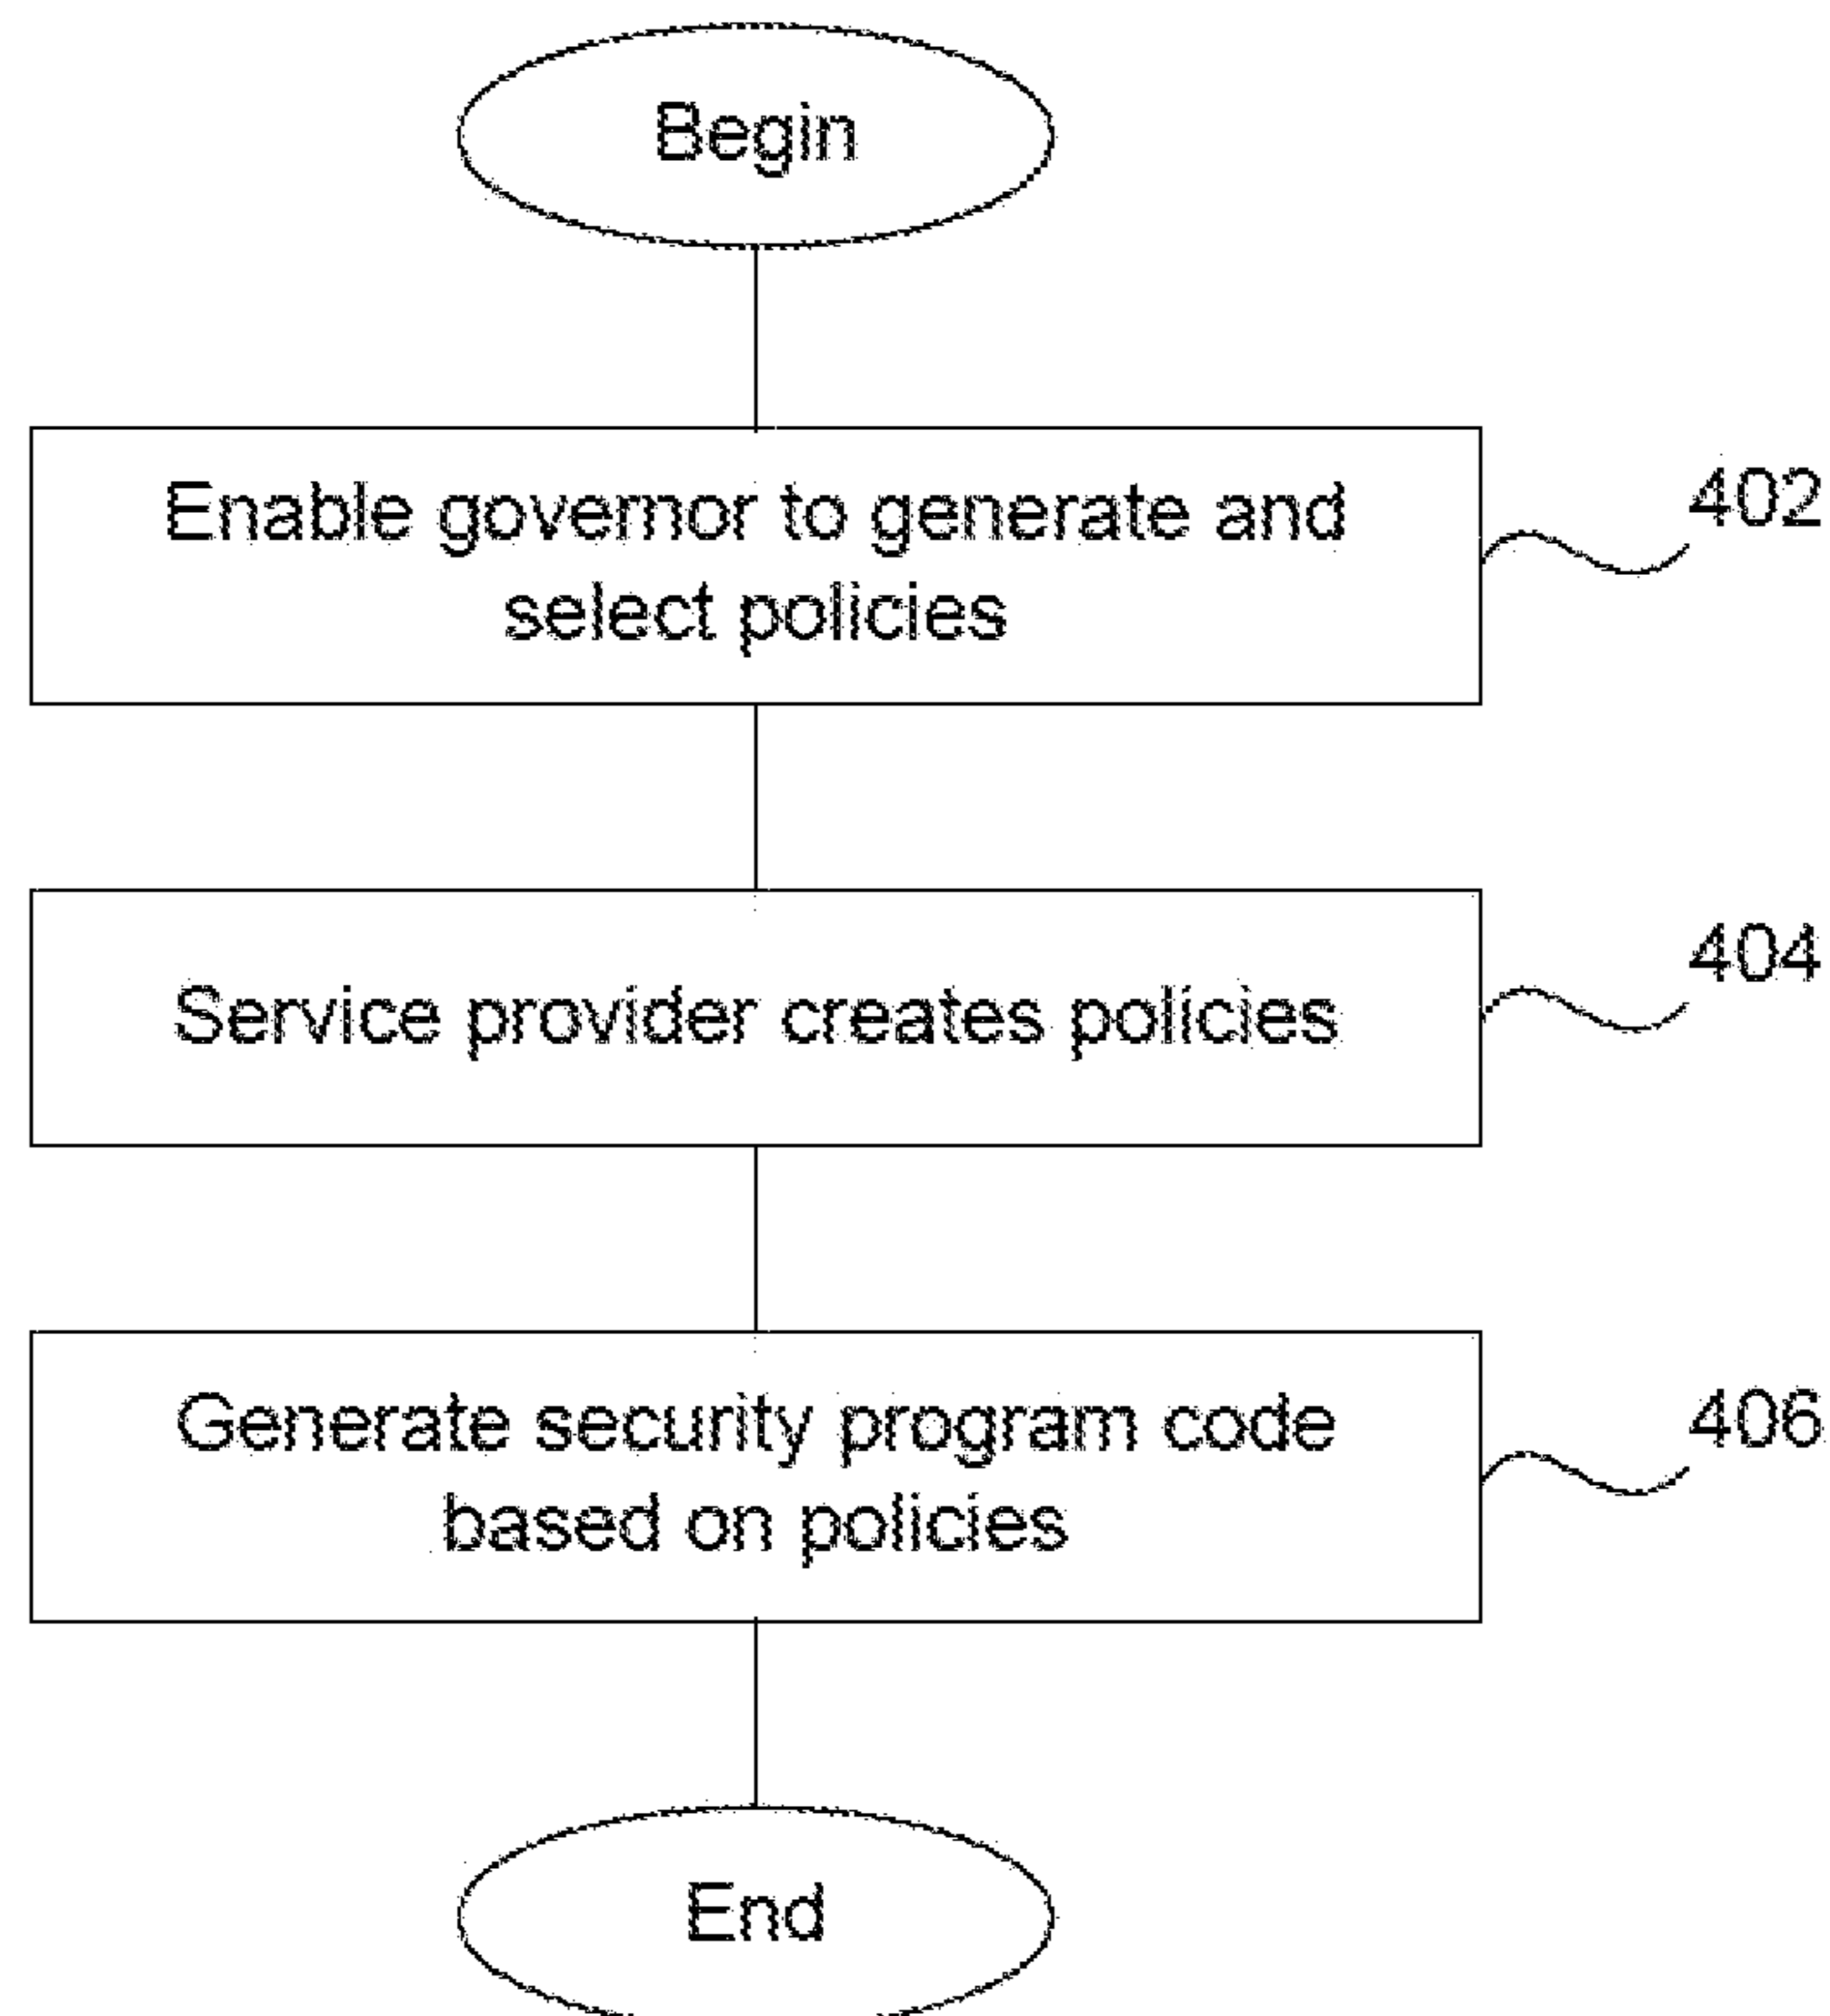 Begin
Enable governor to generate and
select policies
402
Service provider creates policies
404
Generate security program code
based on policies
406
End